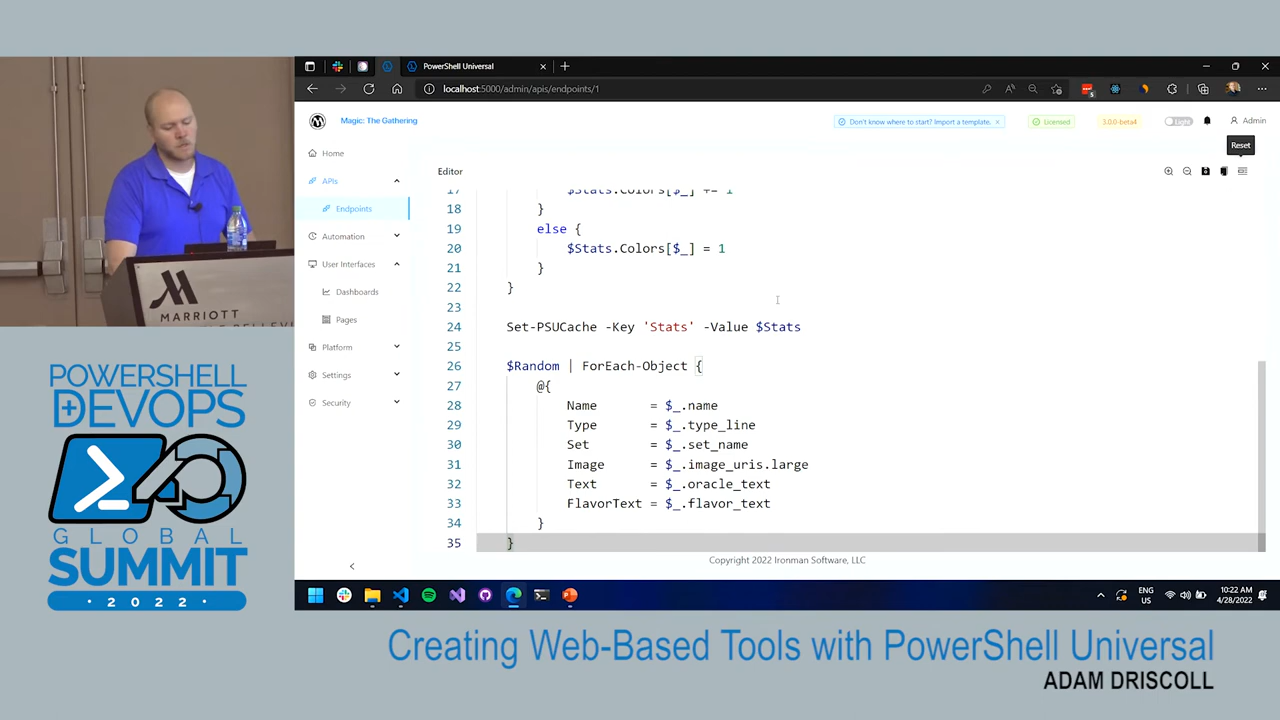 PowerShell Universal
localhost:5000/admin/apis/endpoints/1
Magic: The Gathering
Don't know where to start? Import a template.
Licensed
3.0.0-beta4
Light
Admin
Reset
Home
APIs
Endpoints
Automation
User Interfaces
Dashboards
Pages
Platform
Settings
Security
Editor
17 $Stats.Colors[$_] += 1
18 }
19 else {
20 $Stats.Colors[$_] = 1
21 }
22 }
23
24 Set-PSUCache -Key 'Stats' -Value $Stats
25
26 $Random | ForEach-Object {
27 @{
28 Name = $_.name
29 Type = $_.type_line
30 Set = $_.set_name
31 Image = $_.image_uris.large
32 Text = $_.oracle_text
33 FlavorText = $_.flavor_text
34 }
35 }
Copyright 2022 Ironman Software, LLC
ENG
US
10:22 AM
4/28/2022
MARRIOTT
POWERSHELL
DEVOPS
GLOBAL
SUMMIT
· 2022 ·
Creating Web-Based Tools with PowerShell Universal
ADAM DRISCOLL